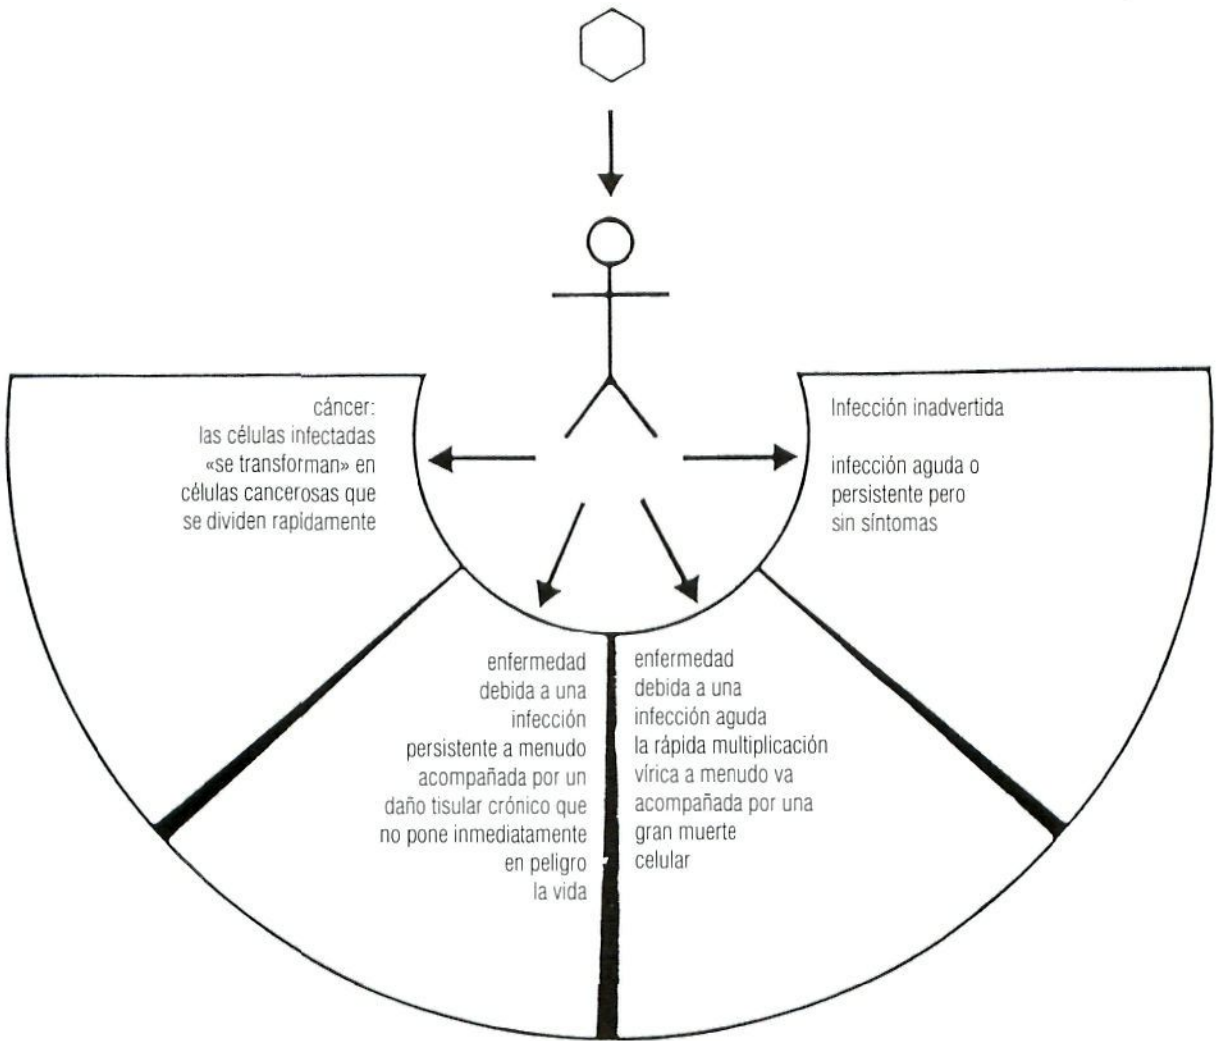 cáncer:
las células infectadas
«se transforman» en
células cancerosas que
se dividen rapidamente
Infección inadvertida
infección aguda o
persistente pero
sin síntomas
enfermedad
debida a una
infección
persistente a menudo
acompañada por un
daño tisular crónico que
no pone inmediatamente
en peligro
la vida
enfermedad
debida a una
infección aguda
la rápida multiplicación
vírica a menudo va
acompañada por una
gran muerte
celular